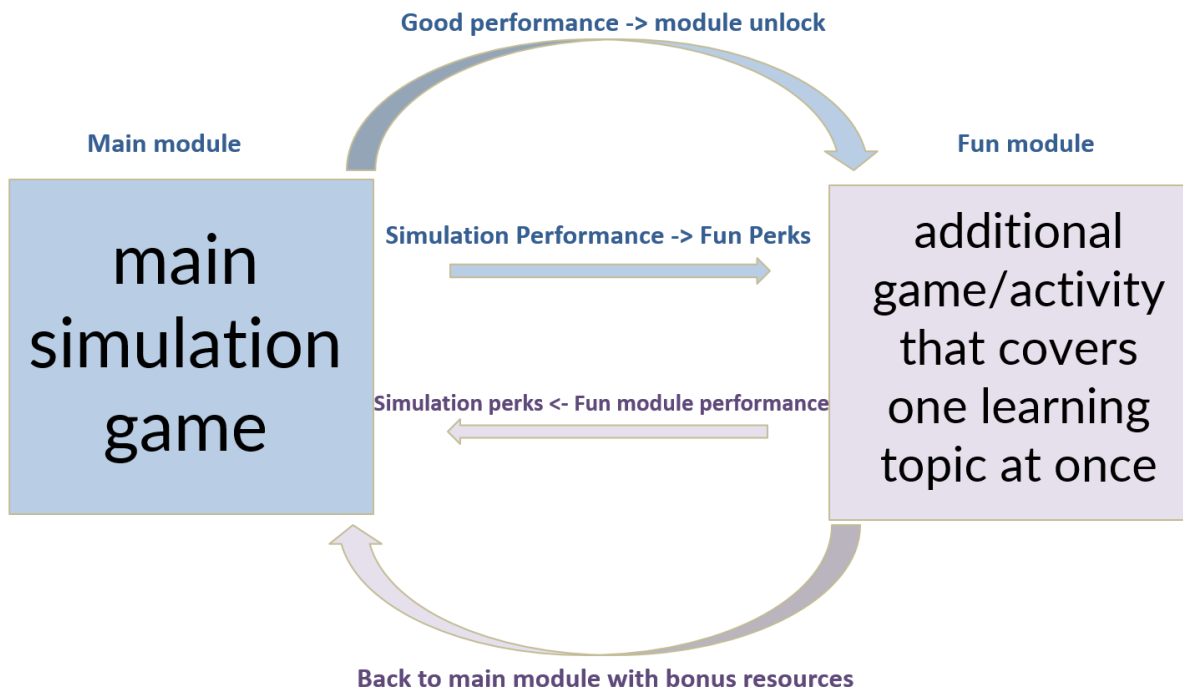 Good performance -> module unlock
Main module
Fun module
main
simulation
game
Simulation Performance -> Fun Perks
Simulation perks <- Fun module performance
additional
game/activity
that covers
one learning
topic at once
Back to main module with bonus resources